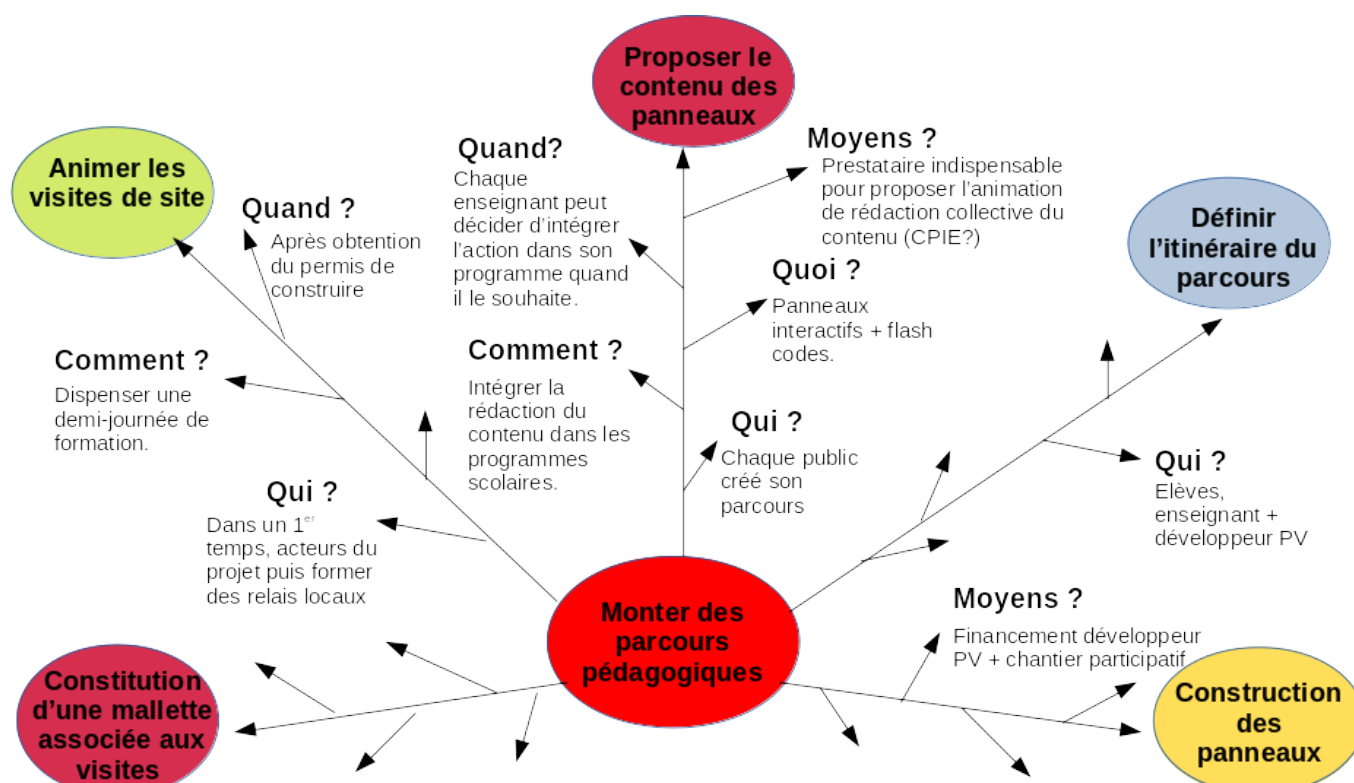 Proposer le
contenu des
panneaux
Animer les
visites de site
Quand ?
Après obtention
du permis de
construire
Comment ?
Dispenser une
demi-journée de
formation.
Qui ?
Dans un 1er
temps, acteurs du
projet puis former
des relais locaux
Quand?
Chaque
enseignant peut
décider d’intégrer
l’action dans son
programme quand
il le souhaite.
Comment ?
Intégrer la
rédaction du
contenu dans les
programmes
scolaires.
Moyens ?
Prestataire indispensable
pour proposer l’animation
de rédaction collective du
contenu (CPIE?)
Quoi ?
Panneaux
interactifs + flash
codes.
Qui ?
Chaque public
créé son
parcours
Définir
l’itinéraire du
parcours
Qui ?
Elèves,
enseignant +
développeur PV
Monter des
parcours
pédagogiques
Moyens ?
Financement développeur
PV + chantier participatif
Construction
des
panneaux
Constitution
d’une mallette
associée aux
visites